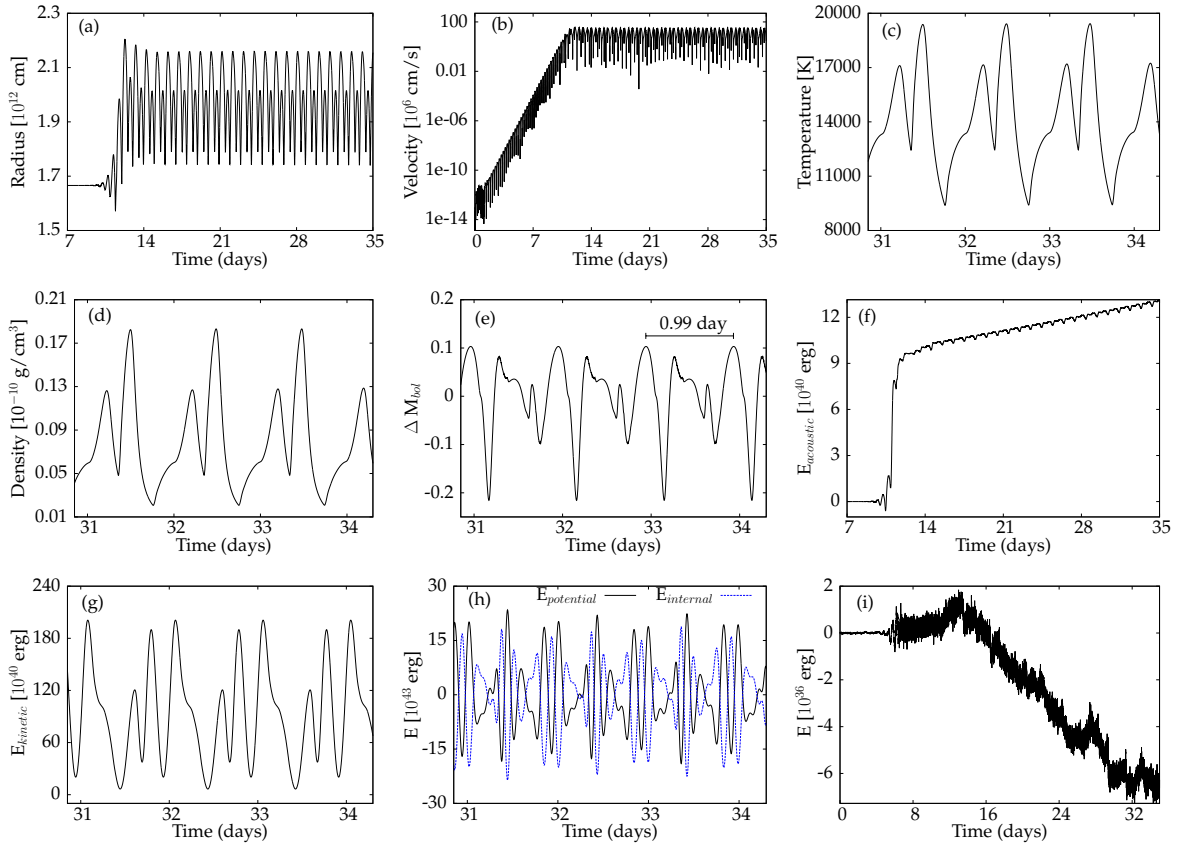 (a)
Radius [10¹² cm]
2.3
2.1
1.9
1.7
1.5
7 14 21 28 35
Time (days)
(b)
Velocity [10⁶ cm/s]
100
0.01
1e-06
1e-10
1e-14
0 7 14 21 28 35
Time (days)
(c)
Temperature [K]
20000
17000
14000
11000
8000
31 32 33 34
Time (days)
(d)
Density [10⁻¹⁰ g/cm³]
0.21
0.17
0.13
0.09
0.05
0.01
31 32 33 34
Time (days)
(e)
0.99 day
Δ M_bol
0.2
0.1
0
-0.1
-0.2
31 32 33 34
Time (days)
(f)
E_acoustic [10⁴⁰ erg]
12
9
6
3
0
7 14 21 28 35
Time (days)
(g)
E_kinetic [10⁴⁰ erg]
240
180
120
60
0
31 32 33 34
Time (days)
(h)
E_potential E_internal
E [10⁴³ erg]
30
15
0
-15
-30
31 32 33 34
Time (days)
(i)
E [10³⁶ erg]
2
0
-2
-4
-6
0 8 16 24 32
Time (days)